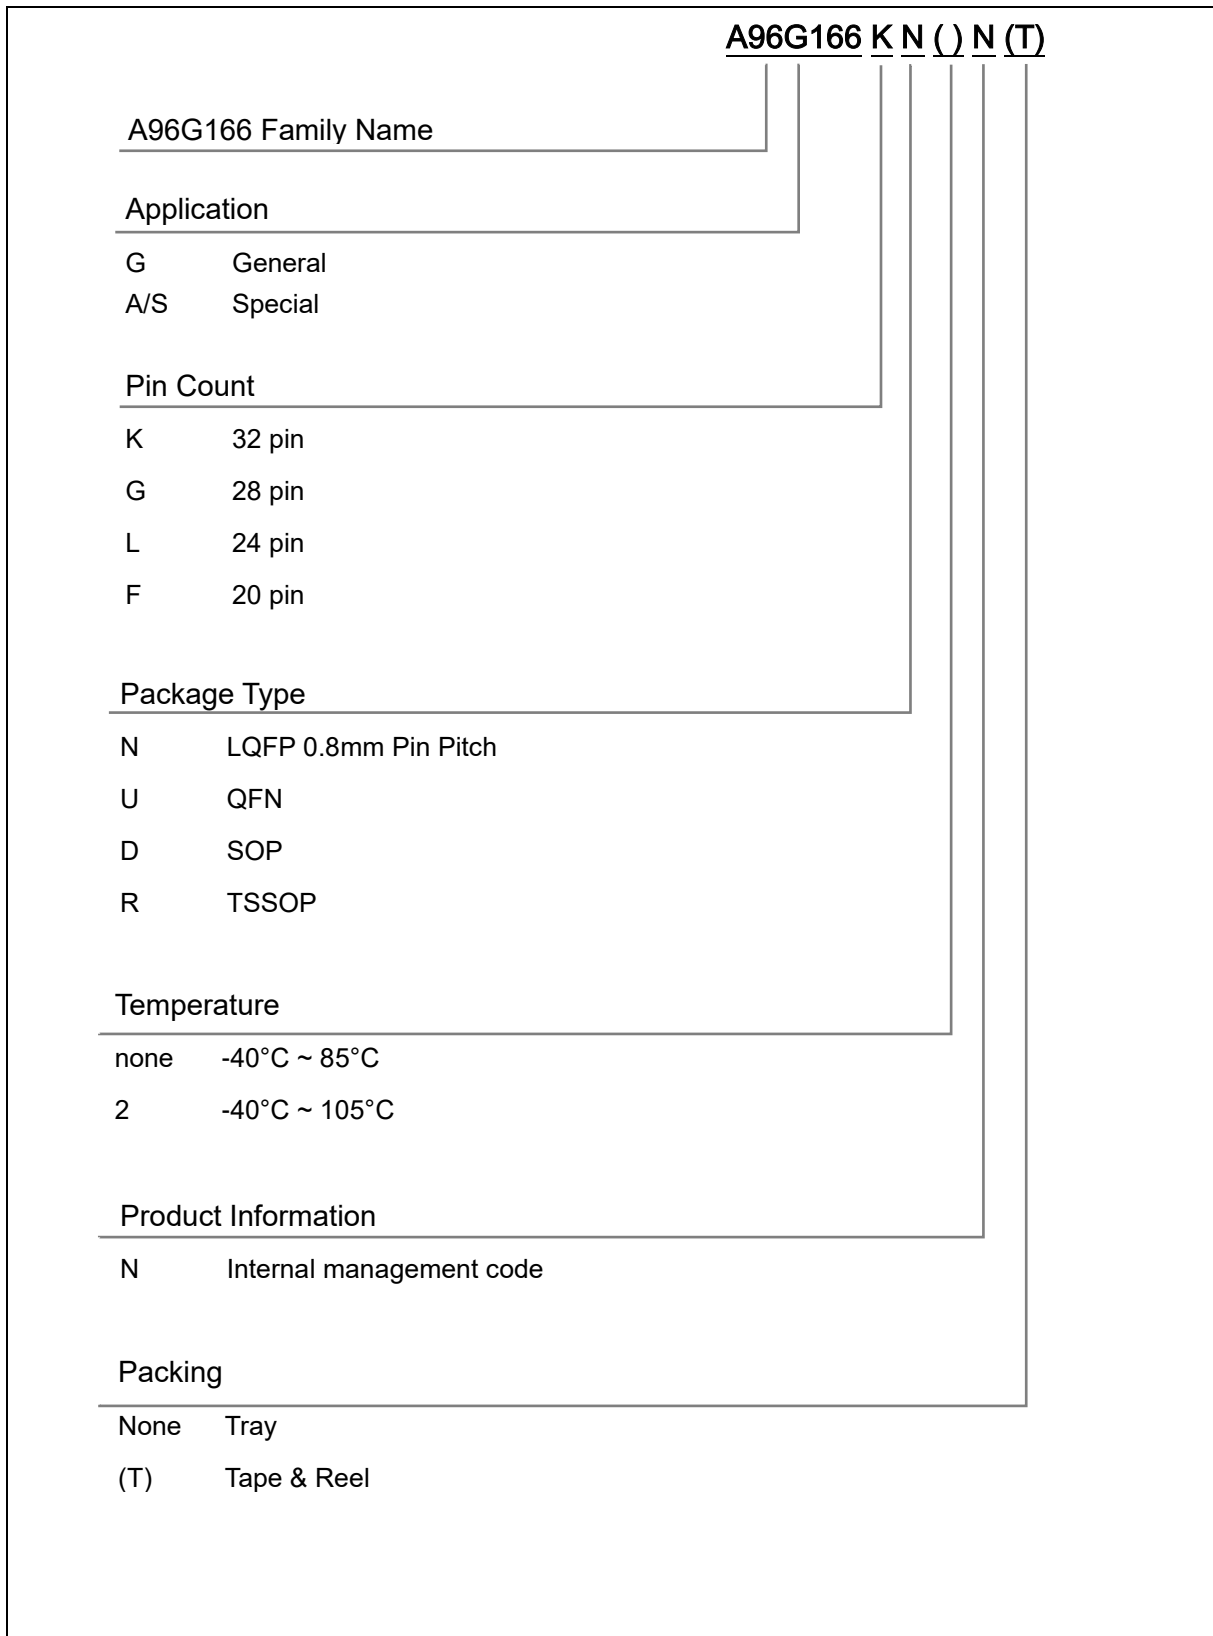 A96G166 K N ( ) N (T)
A96G166 Family Name
Application
G General
A/S Special
Pin Count
K 32 pin
G 28 pin
L 24 pin
F 20 pin
Package Type
N LQFP 0.8mm Pin Pitch
U QFN
D SOP
R TSSOP
Temperature
none -40°C ~ 85°C
2 -40°C ~ 105°C
Product Information
N Internal management code
Packing
None Tray
(T) Tape & Reel